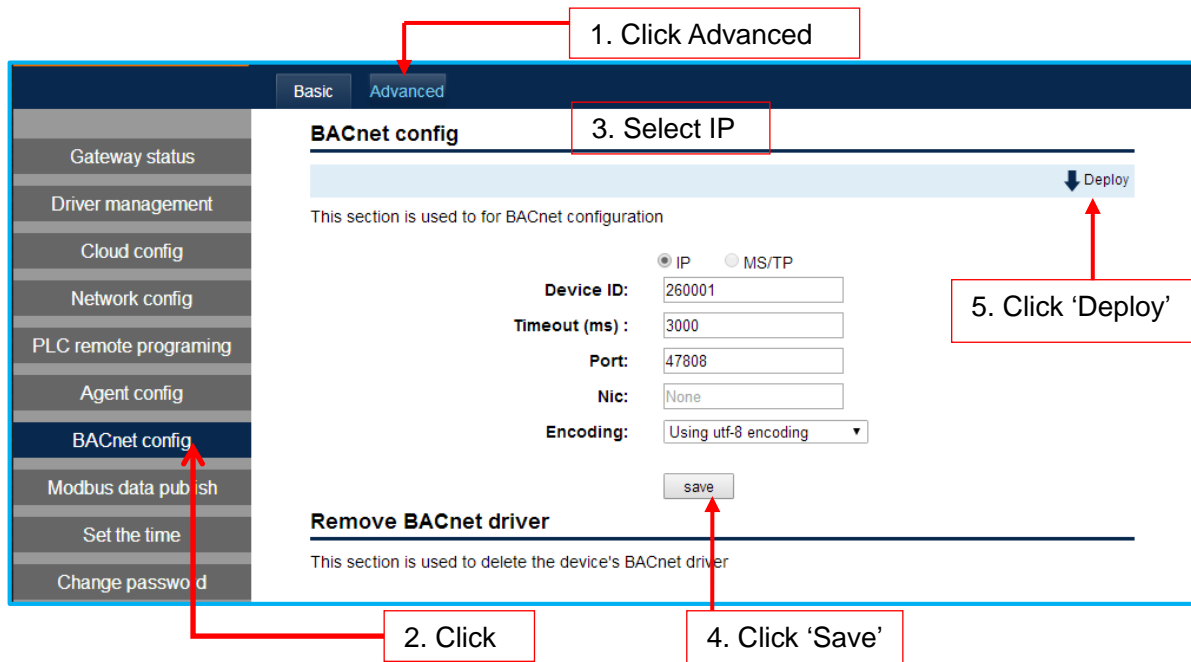 1. Click Advanced
Basic Advanced
BACnet config
3. Select IP
Deploy
This section is used to for BACnet configuration
Gateway status
Driver management
Cloud config
Network config
PLC remote programing
Agent config
BACnet config
Modbus data publish
Set the time
Change password
IP MS/TP
Device ID: 260001
Timeout (ms) : 3000
Port: 47808
Nic: None
Encoding: Using utf-8 encoding
save
5. Click ‘Deploy’
Remove BACnet driver
This section is used to delete the device's BACnet driver
2. Click
4. Click ‘Save’